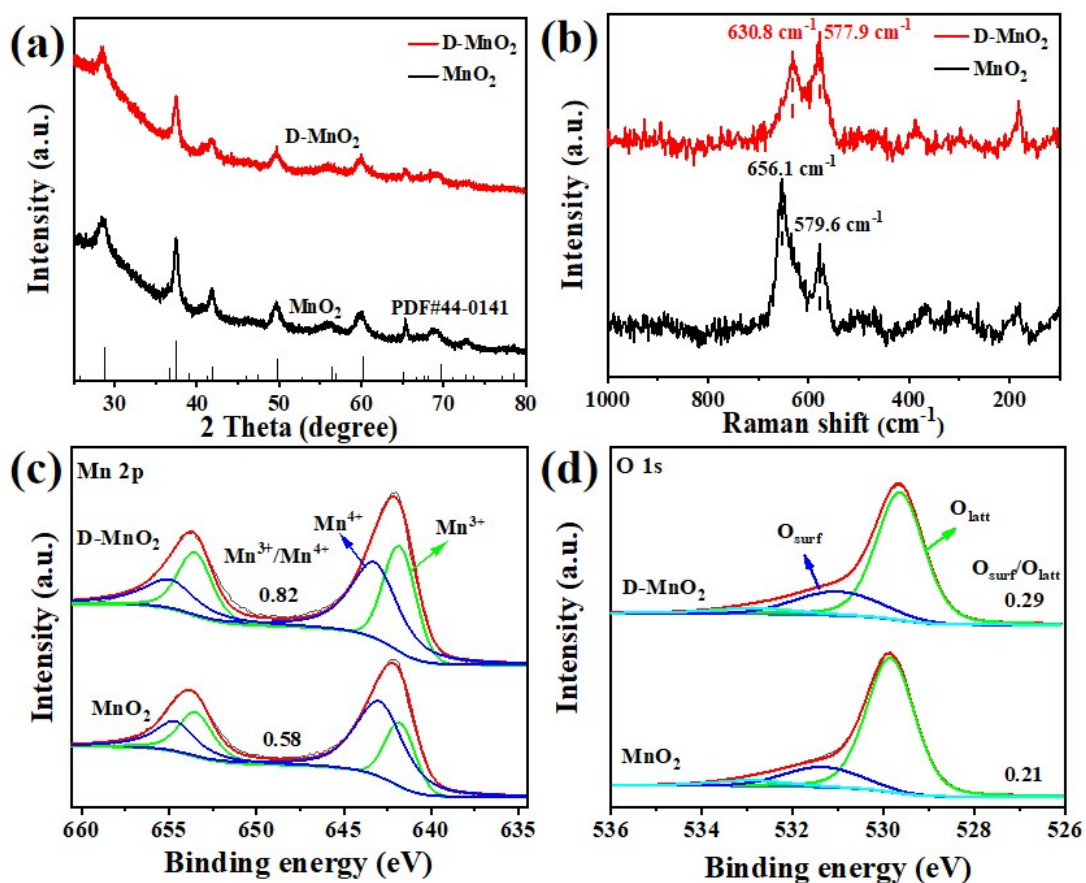 (a)
D-MnO₂
MnO₂
D-MnO₂
MnO₂
PDF#44-0141
Intensity (a.u.)
30 40 50 60 70 80
2 Theta (degree)
(b)
630.8 cm⁻¹ 577.9 cm⁻¹
D-MnO₂
MnO₂
656.1 cm⁻¹
579.6 cm⁻¹
Intensity (a.u.)
1000 800 600 400 200
Raman shift (cm⁻¹)
(c)
Mn 2p
D-MnO₂
Mn³⁺/Mn⁴⁺
Mn⁴⁺
Mn³⁺
0.82
MnO₂
0.58
Intensity (a.u.)
660 655 650 645 640 635
Binding energy (eV)
(d)
O 1s
O_latt
O_surf
O_surf/O_latt
D-MnO₂
0.29
MnO₂
0.21
Intensity (a.u.)
536 534 532 530 528 526
Binding energy (eV)